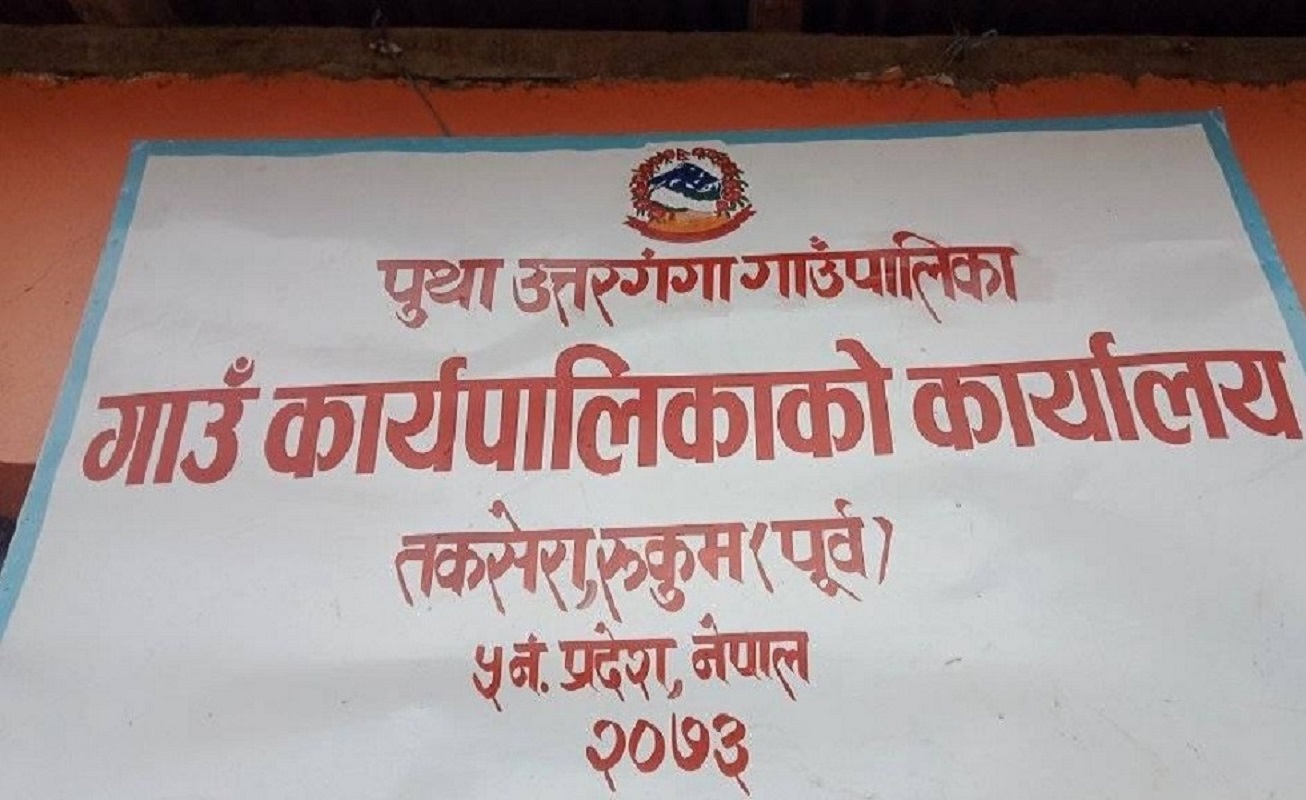 पुथा उत्तरगंगा गाउँपालिका
गाउँ कार्यपालिकाको कार्यालय
तकसेरा, रुकुम (पूर्व)
५ नं. प्रदेश, नेपाल
२०७३